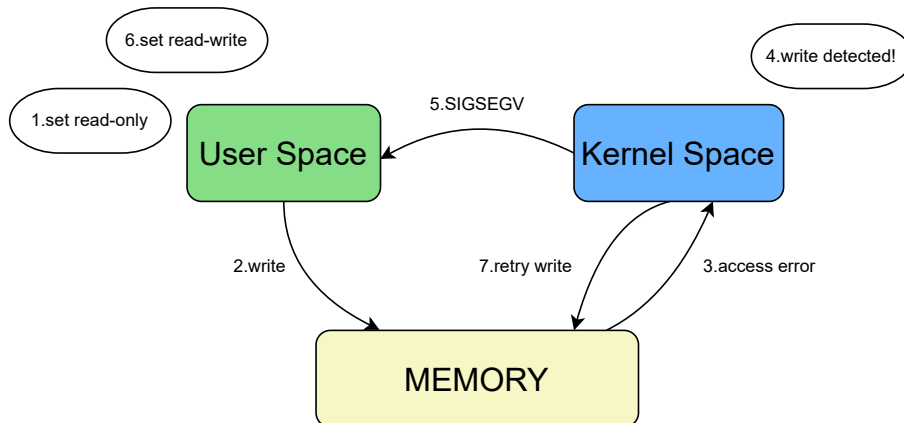 6.set read-write
4.write detected!
1.set read-only
5.SIGSEGV
User Space
Kernel Space
2.write
7.retry write
3.access error
MEMORY